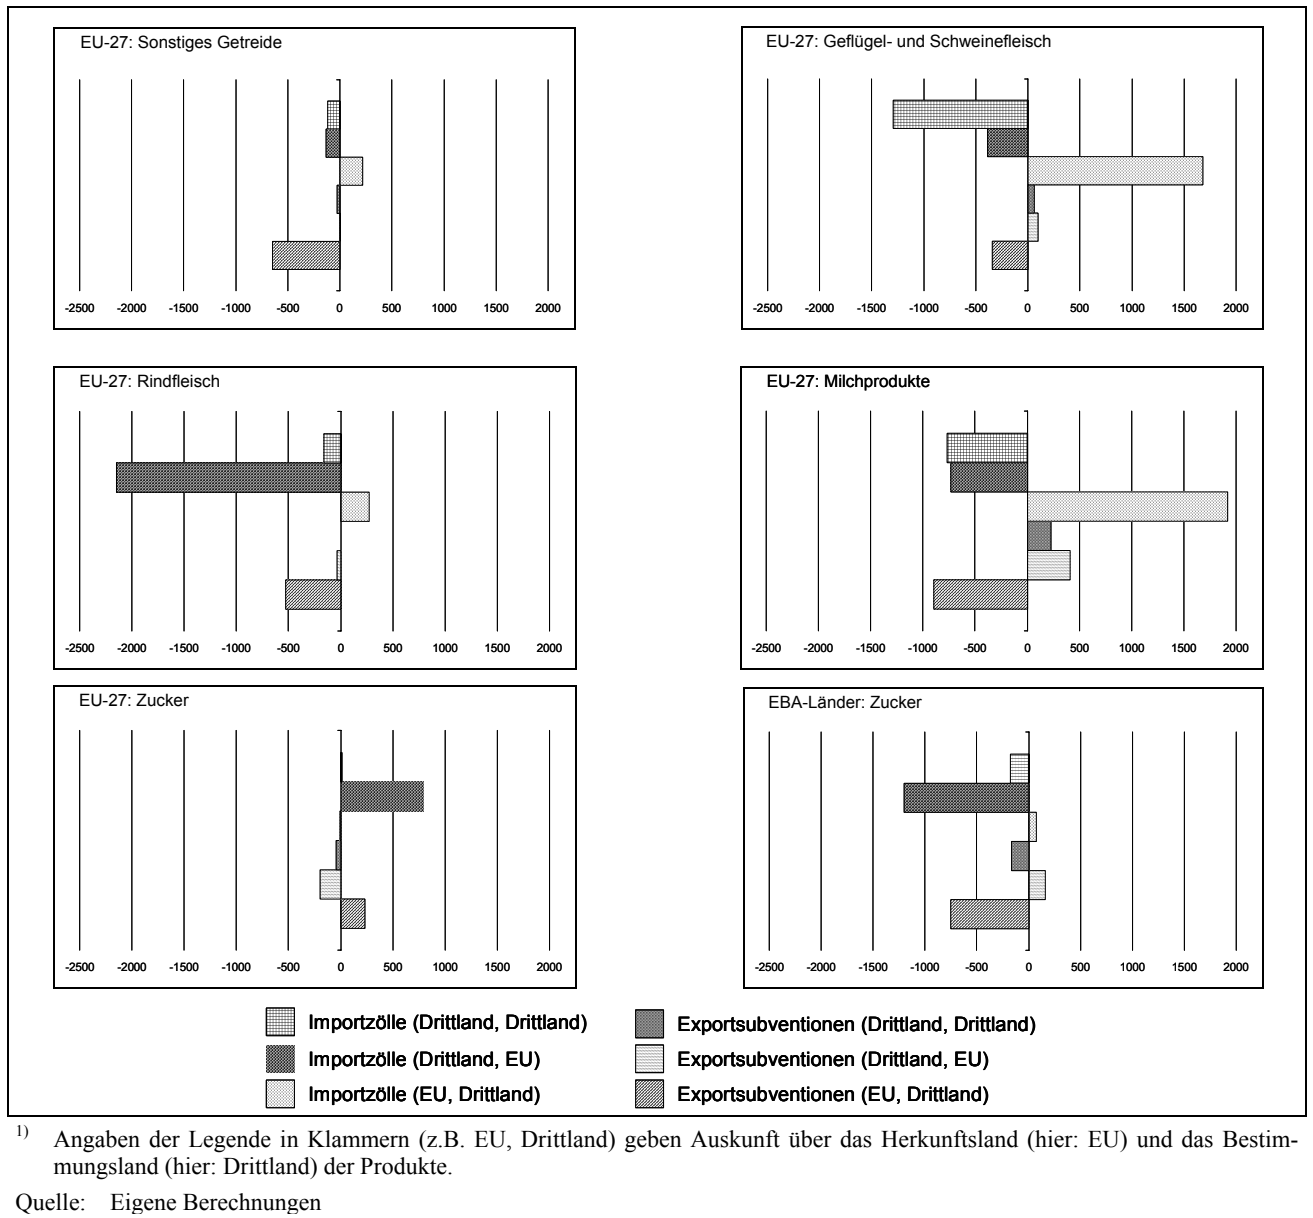 EU-27: Sonstiges Getreide
-2500 -2000 -1500 -1000 -500 0 500 1000 1500 2000
EU-27: Geflügel- und Schweinefleisch
-2500 -2000 -1500 -1000 -500 0 500 1000 1500 2000
EU-27: Rindfleisch
-2500 -2000 -1500 -1000 -500 0 500 1000 1500 2000
EU-27: Milchprodukte
-2500 -2000 -1500 -1000 -500 0 500 1000 1500 2000
EU-27: Zucker
-2500 -2000 -1500 -1000 -500 0 500 1000 1500 2000
EBA-Länder: Zucker
-2500 -2000 -1500 -1000 -500 0 500 1000 1500 2000
Importzölle (Drittland, Drittland)
Importzölle (Drittland, EU)
Importzölle (EU, Drittland)
Exportsubventionen (Drittland, Drittland)
Exportsubventionen (Drittland, EU)
Exportsubventionen (EU, Drittland)
1) Angaben der Legende in Klammern (z.B. EU, Drittland) geben Auskunft über das Herkunftsland (hier: EU) und das Bestim-
mungsland (hier: Drittland) der Produkte.
Quelle: Eigene Berechnungen